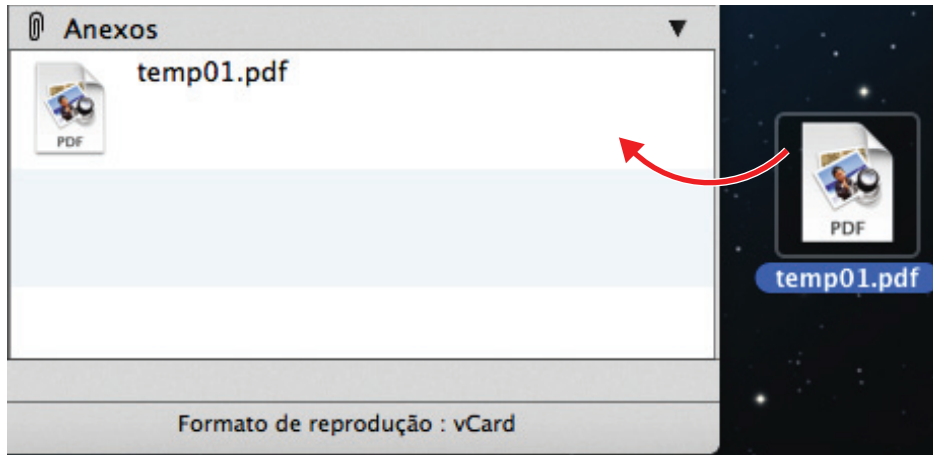 Anexos
temp01.pdf
PDF
PDF
temp01.pdf
Formato de reprodução : vCard